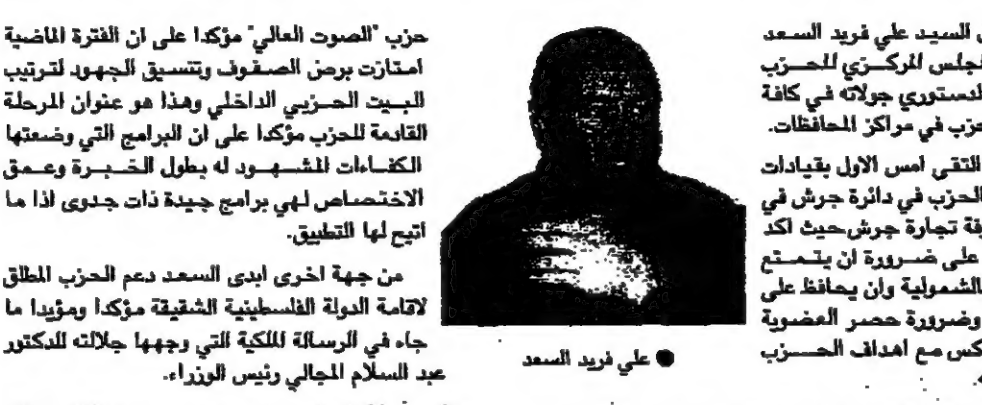 السيد علي فريد السعد
المجلس المركزي للحزب
الدستوري جولاته في كافة
حزب في مراكز المحافظات.
التقى امس الاول بقيادات
الحزب في دائرة جرش في
تجارة جرش حيث اكد
على ضرورة ان يتمتع
بالشمولية وان يحافظ على
وضرورة حصر العضوية
مع اهداف الحزب
علي فريد السعد
حزب "الصوت العالي" مؤكدا على ان الفترة الماضية
امتازت برص الصفوف وتنسيق الجهود لترتيب
البيت الحزبي الداخلي وهذا هو عنوان المرحلة
القادمة للحزب مؤكدا على ان البرامج التي وضعتها
الكفاءات المشهود له بطول الخبرة وعمق
الاختصاص لهي برامج جيدة ذات جدوى اذا ما
اتيح لها التطبيق.
من جهة اخرى ابدى السعد دعم الحزب المطلق
لاقامة الدولة الفلسطينية الشقيقة مؤكدا ومؤيدا ما
جاء في الرسالة الملكية التي وجهها جلالته للدكتور
عبد السلام المجالي رئيس الوزراء.